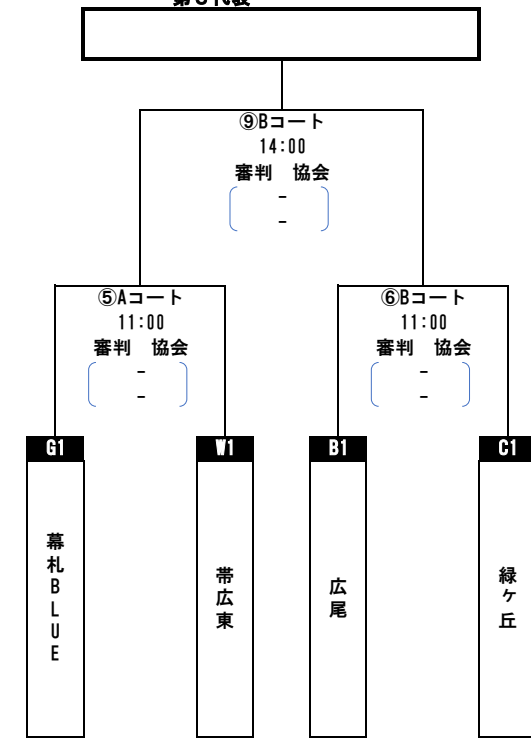 ⑨Bコート
14:00
審判　協会
-
-
⑤Aコート
11:00
審判　協会
-
-
⑥Bコート
11:00
審判　協会
-
-
G1
W1
B1
C1
幕札BLUE
帯広東
広尾
緑ヶ丘